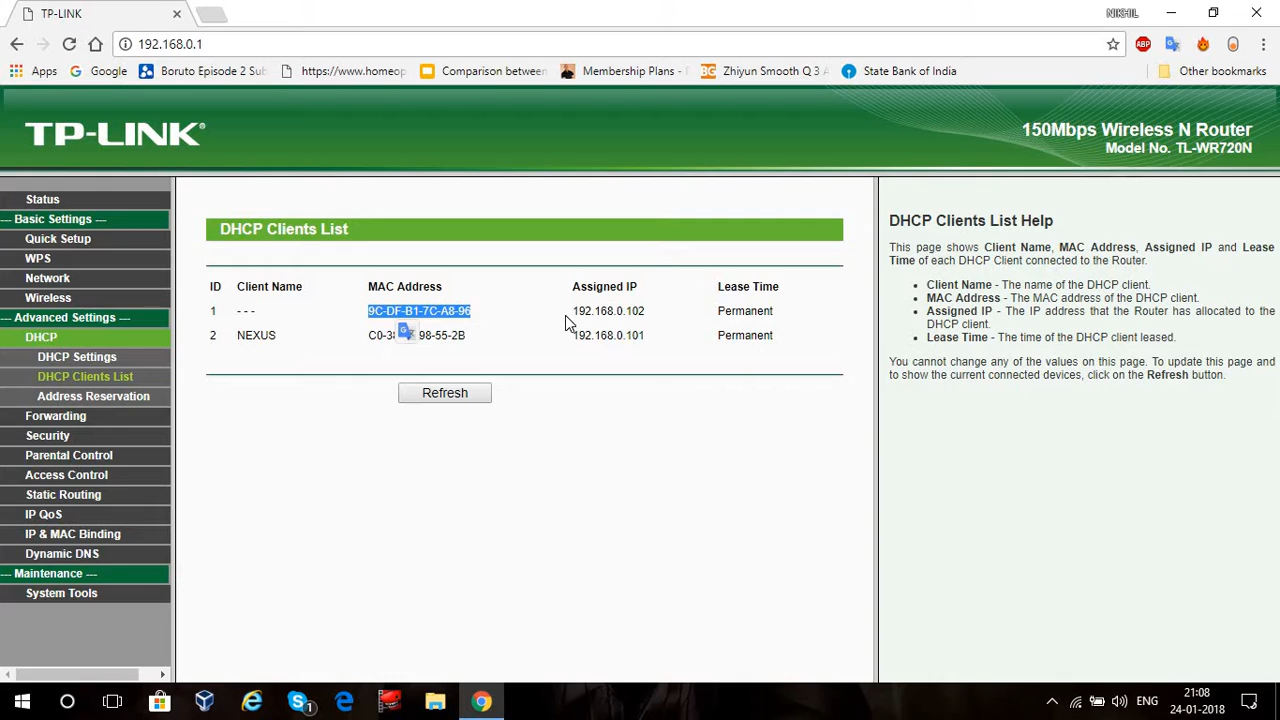 TP-LINK
NIKHIL
192.168.0.1
ABP
Apps
Google
Boruto Episode 2 Sub
https://www.homeop
Comparison between
Membership Plans - F
BG
Zhiyun Smooth Q 3 A
State Bank of India
Other bookmarks
TP-LINK®
150Mbps Wireless N Router
Model No. TL-WR720N
Status
--- Basic Settings ---
Quick Setup
WPS
Network
Wireless
--- Advanced Settings ---
DHCP
DHCP Settings
DHCP Clients List
Address Reservation
Forwarding
Security
Parental Control
Access Control
Static Routing
IP QoS
IP & MAC Binding
Dynamic DNS
--- Maintenance ---
System Tools
DHCP Clients List
ID Client Name MAC Address Assigned IP Lease Time
1 - - - 9C-DF-B1-7C-A8-96 192.168.0.102 Permanent
2 NEXUS C0-3 98-55-2B 192.168.0.101 Permanent
Refresh
DHCP Clients List Help
This page shows Client Name, MAC Address, Assigned IP and Lease
Time of each DHCP Client connected to the Router.
• Client Name - The name of the DHCP client.
• MAC Address - The MAC address of the DHCP client.
• Assigned IP - The IP address that the Router has allocated to the
DHCP client.
• Lease Time - The time of the DHCP client leased.
You cannot change any of the values on this page. To update this page and
to show the current connected devices, click on the Refresh button.
1
ENG
21:08
24-01-2018